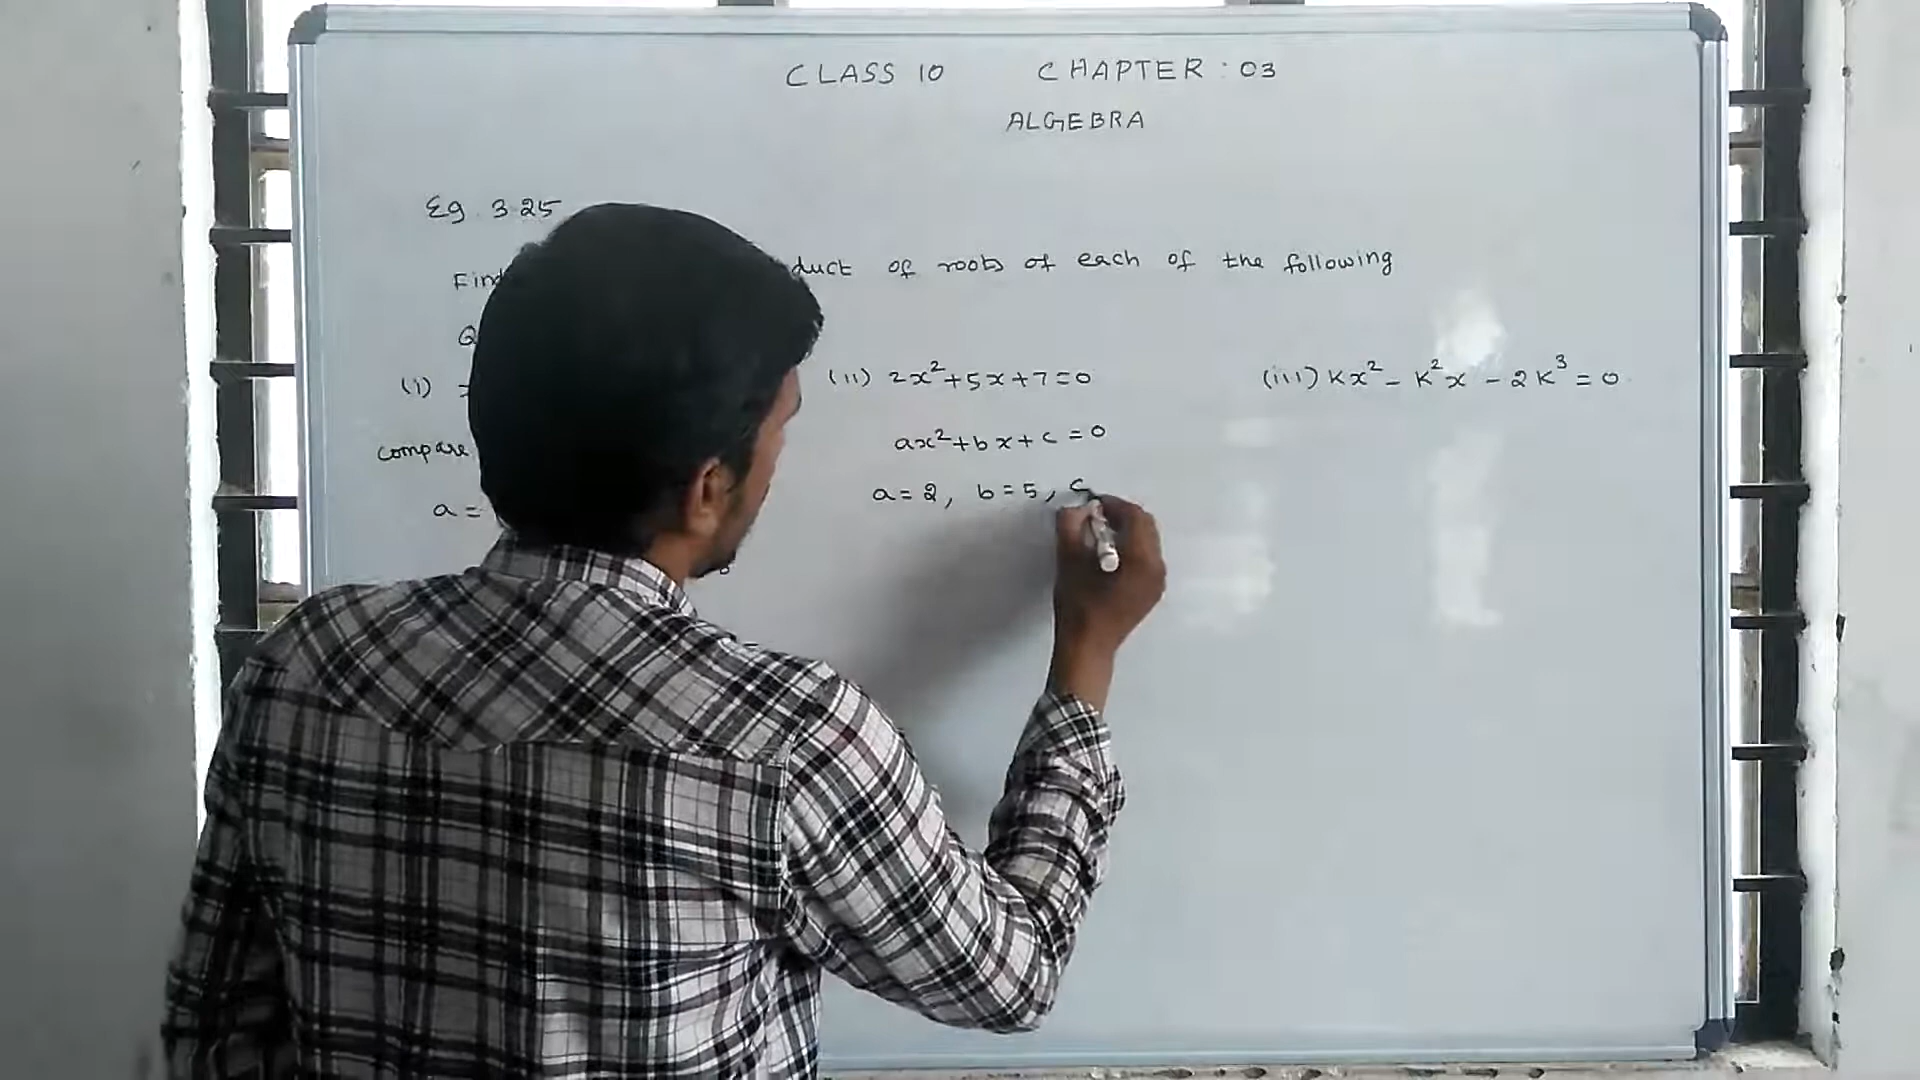 CLASS 10 CHAPTER : 03
ALGEBRA
Eg. 3.25
Find duct of roots of each of the following
Q
(i) (ii) 2x²+5x+7=0 (iii) Kx² - K²x - 2K³ = 0
compare ax²+bx+c=0
a = a=2, b=5, c